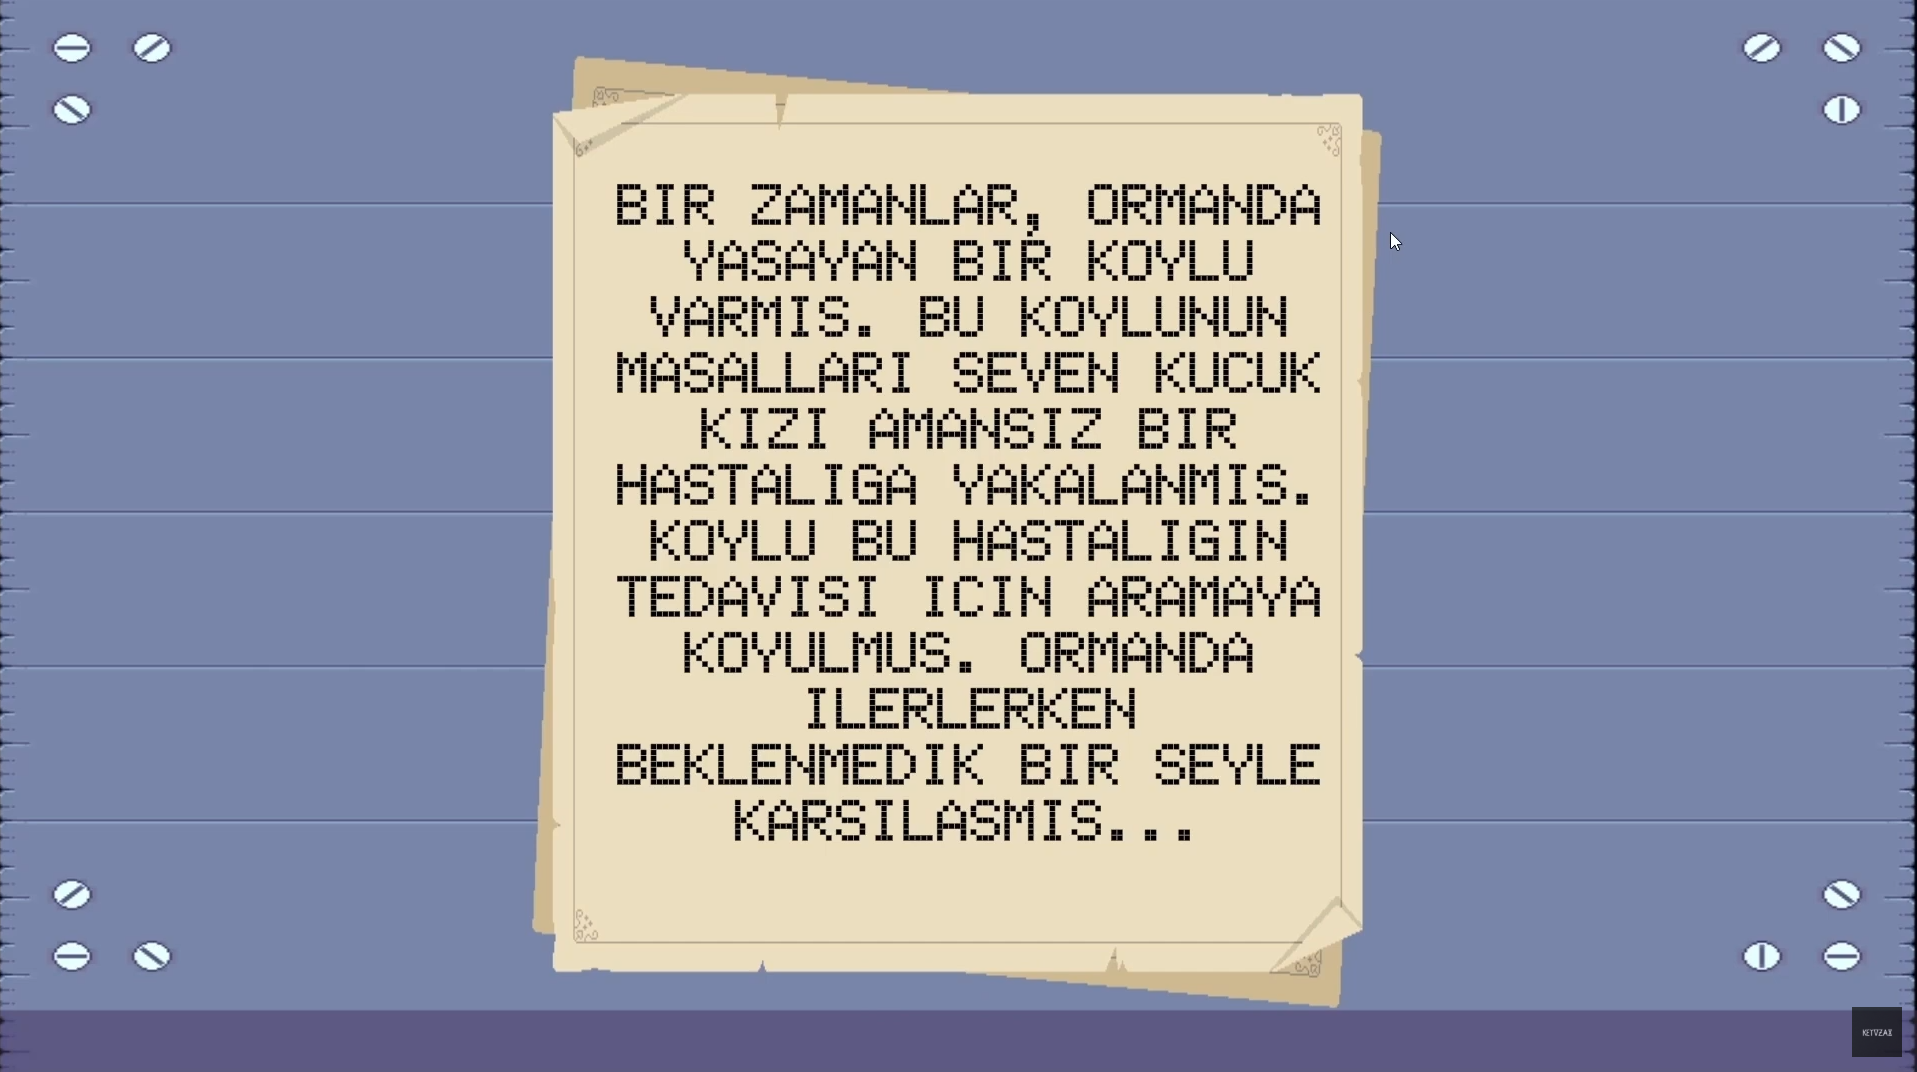 BIR ZAMANLAR, ORMANDA
YASAYAN BIR KOYLU
VARMIS. BU KOYLUNUN
MASALLARI SEVEN KUCUK
KIZI AMANSIZ BIR
HASTALIGA YAKALANMIS.
KOYLU BU HASTALIGIN
TEDAVISI ICIN ARAMAYA
KOYULMUS. ORMANDA
ILERLERKEN
BEKLENMEDIK BIR SEYLE
KARSILASMIS...